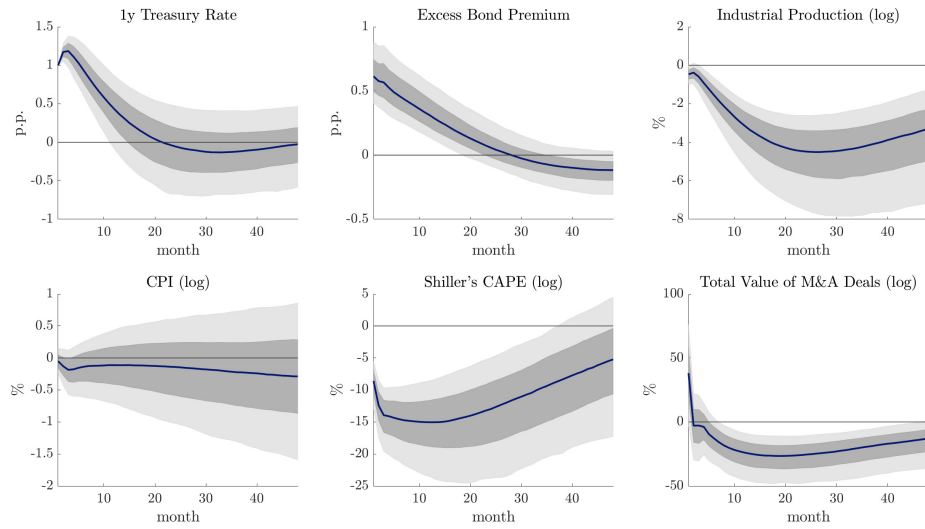 1y Treasury Rate
1.5
1
0.5
0
-0.5
-1
p.p.
10 20 30 40
month
Excess Bond Premium
1
0.5
0
-0.5
p.p.
10 20 30 40
month
Industrial Production (log)
0
-2
-4
-6
-8
%
10 20 30 40
month
CPI (log)
1
0.5
0
-0.5
-1
-1.5
-2
%
10 20 30 40
month
Shiller's CAPE (log)
5
0
-5
-10
-15
-20
-25
%
10 20 30 40
month
Total Value of M&A Deals (log)
100
50
0
-50
%
10 20 30 40
month